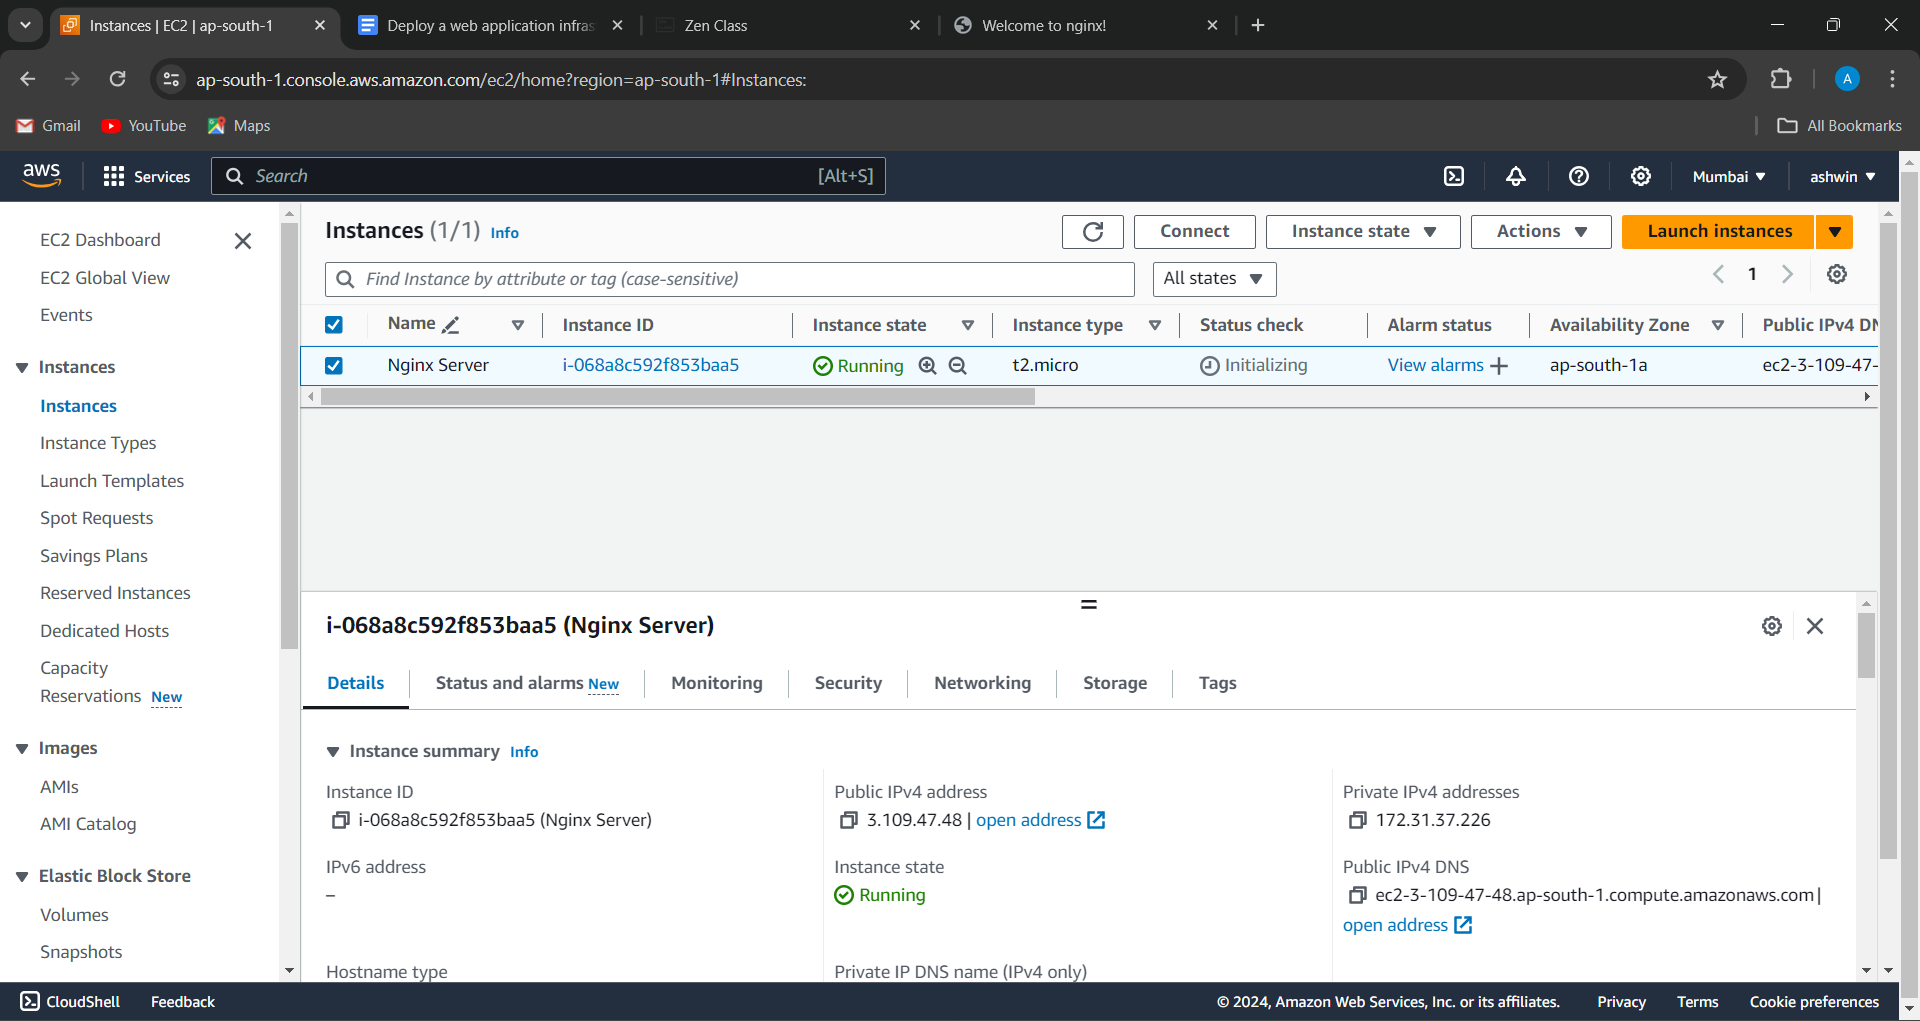 Instances | EC2 | ap-south-1
Deploy a web application infras
Zen Class
Welcome to nginx!
ap-south-1.console.aws.amazon.com/ec2/home?region=ap-south-1#Instances:
A
Gmail
YouTube
Maps
All Bookmarks
aws
Services
Search
[Alt+S]
Mumbai
ashwin
EC2 Dashboard
EC2 Global View
Events
Instances
Instances
Instance Types
Launch Templates
Spot Requests
Savings Plans
Reserved Instances
Dedicated Hosts
Capacity
Reservations New
Images
AMIs
AMI Catalog
Elastic Block Store
Volumes
Snapshots
Instances (1/1) Info
Connect
Instance state
Actions
Launch instances
Find Instance by attribute or tag (case-sensitive)
All states
1
Name Instance ID Instance state Instance type Status check Alarm status Availability Zone Public IPv4 DN
Nginx Server i-068a8c592f853baa5 Running t2.micro Initializing View alarms ap-south-1a ec2-3-109-47-
i-068a8c592f853baa5 (Nginx Server)
Details
Status and alarms New
Monitoring
Security
Networking
Storage
Tags
Instance summary Info
Instance ID
i-068a8c592f853baa5 (Nginx Server)
Public IPv4 address
3.109.47.48 | open address
Private IPv4 addresses
172.31.37.226
IPv6 address
–
Instance state
Running
Public IPv4 DNS
ec2-3-109-47-48.ap-south-1.compute.amazonaws.com |
open address
Hostname type
Private IP DNS name (IPv4 only)
CloudShell
Feedback
© 2024, Amazon Web Services, Inc. or its affiliates.
Privacy
Terms
Cookie preferences